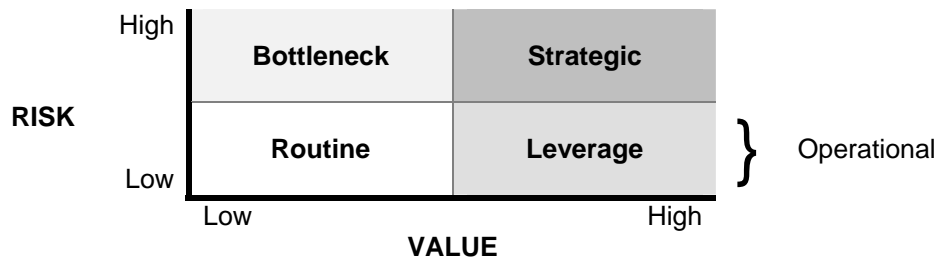 High
Bottleneck
Strategic
RISK
Routine
Leverage
}
Operational
Low
Low
High
VALUE